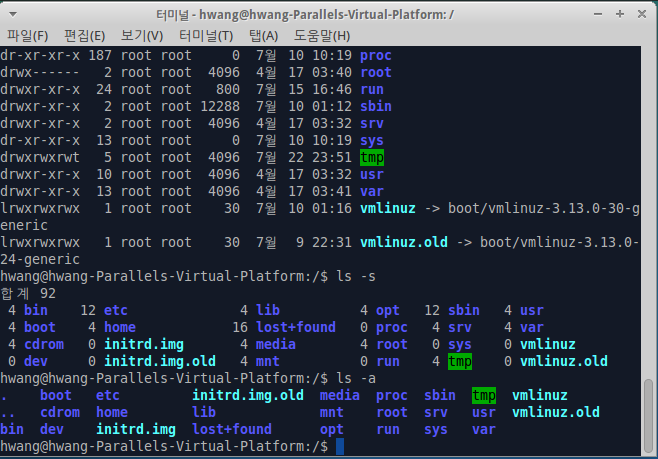 터미널 - hwang@hwang-Parallels-Virtual-Platform: /
파일(F) 편집(E) 보기(V) 터미널(T) 탭(A) 도움말(H)
dr-xr-xr-x 187 root root     0  7월  10 10:19 proc
drwx------   2 root root  4096  4월  17 03:40 root
drwxr-xr-x  24 root root   800  7월  15 16:46 run
drwxr-xr-x   2 root root 12288  7월  10 01:12 sbin
drwxr-xr-x   2 root root  4096  4월  17 03:32 srv
dr-xr-xr-x  13 root root     0  7월  10 10:19 sys
drwxrwxrwt   5 root root  4096  7월  22 23:51 tmp
drwxr-xr-x  10 root root  4096  4월  17 03:32 usr
drwxr-xr-x  13 root root  4096  4월  17 03:41 var
lrwxrwxrwx   1 root root    30  7월  10 01:16 vmlinuz -> boot/vmlinuz-3.13.0-30-g
eneric
lrwxrwxrwx   1 root root    30  7월   9 22:31 vmlinuz.old -> boot/vmlinuz-3.13.0-
24-generic
hwang@hwang-Parallels-Virtual-Platform:/$ ls -s
합계 92
 4 bin    12 etc              4 lib          4 opt   12 sbin   4 usr
 4 boot    4 home            16 lost+found   0 proc   4 srv    4 var
 4 cdrom   0 initrd.img       4 media        4 root   0 sys    0 vmlinuz
 0 dev     0 initrd.img.old   4 mnt          0 run    4 tmp    0 vmlinuz.old
hwang@hwang-Parallels-Virtual-Platform:/$ ls -a
.    boot   etc         initrd.img.old  media  proc  sbin  tmp  vmlinuz
..   cdrom  home        lib             mnt    root  srv   usr  vmlinuz.old
bin  dev    initrd.img  lost+found      opt    run   sys   var
hwang@hwang-Parallels-Virtual-Platform:/$